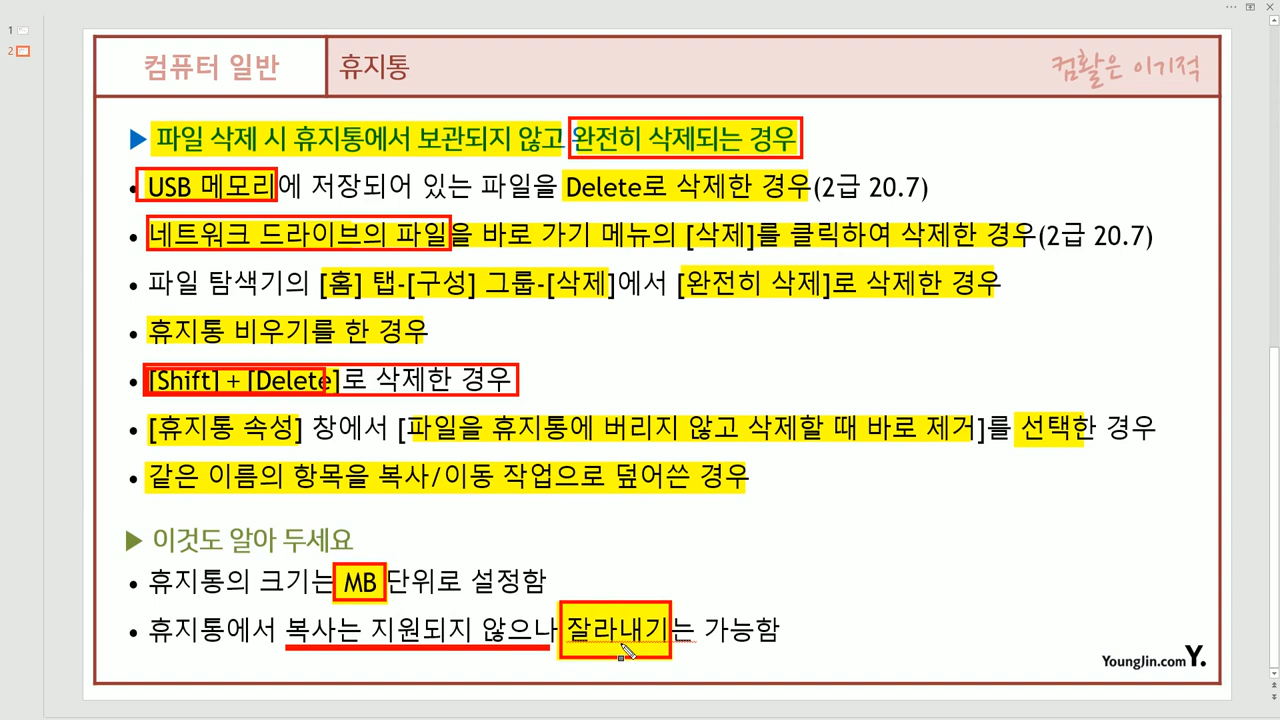 1
2
컴퓨터 일반
휴지통
컴활은 이기적
▶ 파일 삭제 시 휴지통에서 보관되지 않고 완전히 삭제되는 경우
• USB 메모리에 저장되어 있는 파일을 Delete로 삭제한 경우(2급 20.7)
• 네트워크 드라이브의 파일을 바로 가기 메뉴의 [삭제]를 클릭하여 삭제한 경우(2급 20.7)
• 파일 탐색기의 [홈] 탭-[구성] 그룹-[삭제]에서 [완전히 삭제]로 삭제한 경우
• 휴지통 비우기를 한 경우
• [Shift] + [Delete]로 삭제한 경우
• [휴지통 속성] 창에서 [파일을 휴지통에 버리지 않고 삭제할 때 바로 제거]를 선택한 경우
• 같은 이름의 항목을 복사/이동 작업으로 덮어쓴 경우
▶ 이것도 알아 두세요
• 휴지통의 크기는 MB 단위로 설정함
• 휴지통에서 복사는 지원되지 않으나 잘라내기는 가능함
YoungJin.com Y.